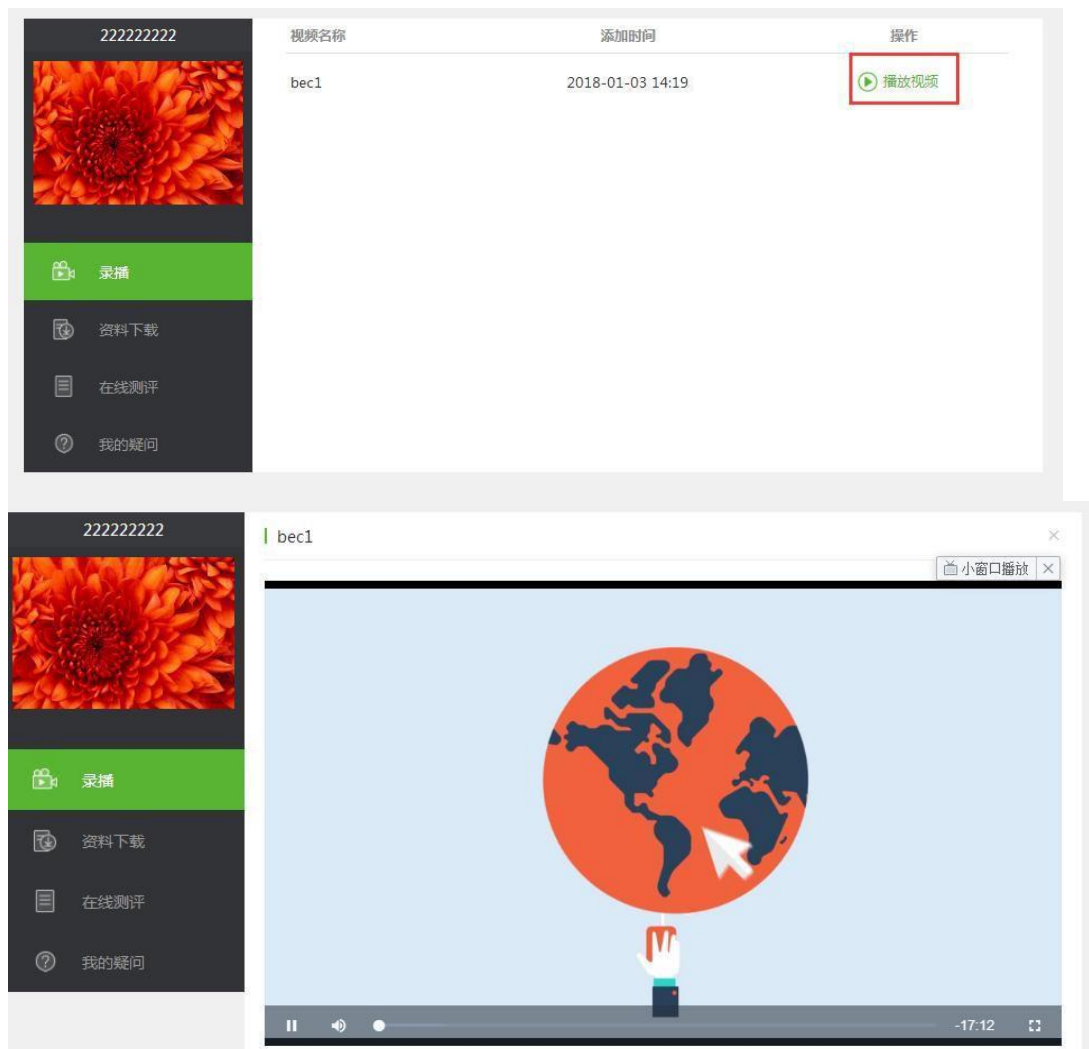 222222222
视频名称 添加时间 操作
bec1 2018-01-03 14:19 播放视频
录播
资料下载
在线测评
我的疑问
222222222
bec1
小窗口播放
录播
资料下载
在线测评
我的疑问
-17:12